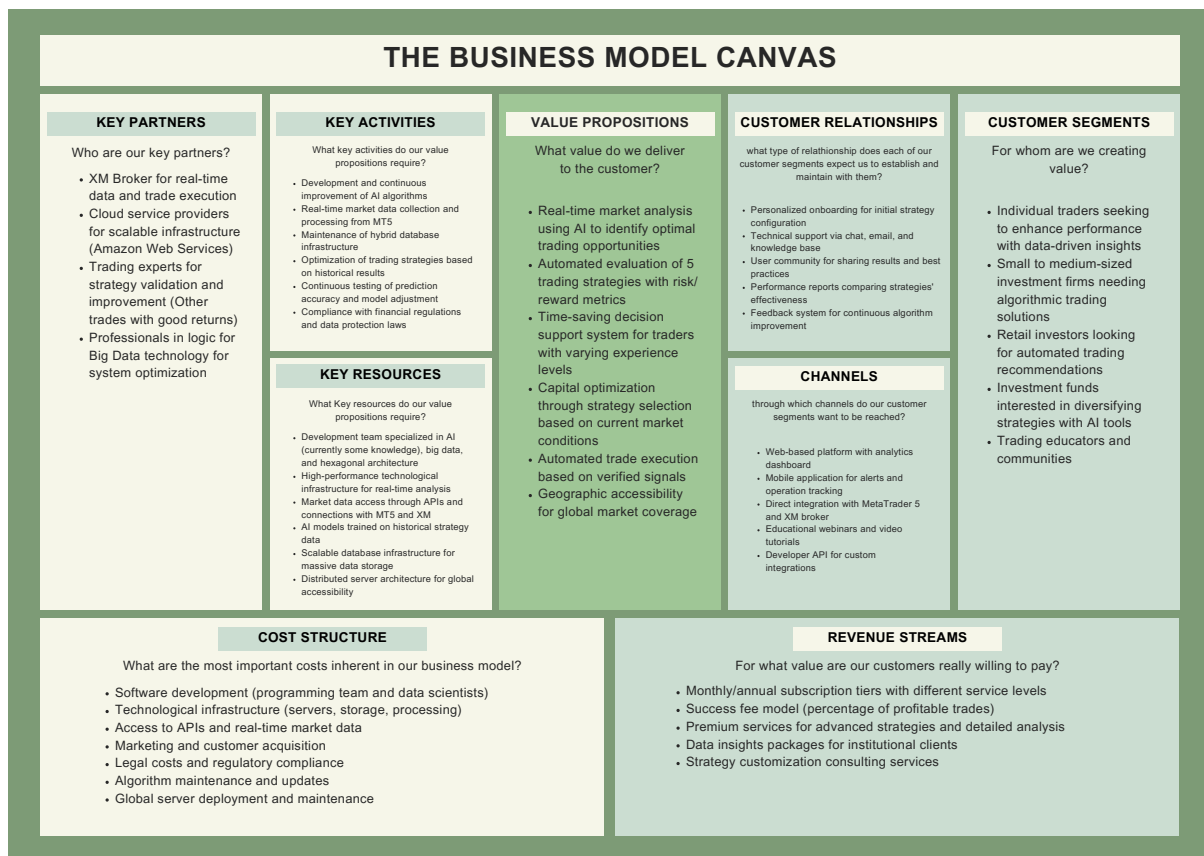 THE BUSINESS MODEL CANVAS
KEY PARTNERS
Who are our key partners?
• XM Broker for real-time
data and trade execution
• Cloud service providers
for scalable infrastructure
(Amazon Web Services)
• Trading experts for
strategy validation and
improvement (Other
trades with good returns)
• Professionals in logic for
Big Data technology for
system optimization
KEY ACTIVITIES
What key activities do our value
propositions require?
• Development and continuous
improvement of AI algorithms
• Real-time market data collection and
processing from MT5
• Maintenance of hybrid database
infrastructure
• Optimization of trading strategies based
on historical results
• Continuous testing of prediction
accuracy and model adjustment
• Compliance with financial regulations
and data protection laws
KEY RESOURCES
What Key resources do our value
propositions require?
• Development team specialized in AI
(currently some knowledge), big data,
and hexagonal architecture
• High-performance technological
infrastructure for real-time analysis
• Market data access through APIs and
connections with MT5 and XM
• AI models trained on historical strategy
data
• Scalable database infrastructure for
massive data storage
• Distributed server architecture for global
accessibility
VALUE PROPOSITIONS
What value do we deliver
to the customer?
• Real-time market analysis
using AI to identify optimal
trading opportunities
• Automated evaluation of 5
trading strategies with risk/
reward metrics
• Time-saving decision
support system for traders
with varying experience
levels
• Capital optimization
through strategy selection
based on current market
conditions
• Automated trade execution
based on verified signals
• Geographic accessibility
for global market coverage
CUSTOMER RELATIONSHIPS
what type of relathionship does each of our
customer segments expect us to establish and
maintain with them?
• Personalized onboarding for initial strategy
configuration
• Technical support via chat, email, and
knowledge base
• User community for sharing results and best
practices
• Performance reports comparing strategies'
effectiveness
• Feedback system for continuous algorithm
improvement
CHANNELS
through which channels do our customer
segments want to be reached?
• Web-based platform with analytics
dashboard
• Mobile application for alerts and
operation tracking
• Direct integration with MetaTrader 5
and XM broker
• Educational webinars and video
tutorials
• Developer API for custom
integrations
CUSTOMER SEGMENTS
For whom are we creating
value?
• Individual traders seeking
to enhance performance
with data-driven insights
• Small to medium-sized
investment firms needing
algorithmic trading
solutions
• Retail investors looking
for automated trading
recommendations
• Investment funds
interested in diversifying
strategies with AI tools
• Trading educators and
communities
COST STRUCTURE
What are the most important costs inherent in our business model?
• Software development (programming team and data scientists)
• Technological infrastructure (servers, storage, processing)
• Access to APIs and real-time market data
• Marketing and customer acquisition
• Legal costs and regulatory compliance
• Algorithm maintenance and updates
• Global server deployment and maintenance
REVENUE STREAMS
For what value are our customers really willing to pay?
• Monthly/annual subscription tiers with different service levels
• Success fee model (percentage of profitable trades)
• Premium services for advanced strategies and detailed analysis
• Data insights packages for institutional clients
• Strategy customization consulting services